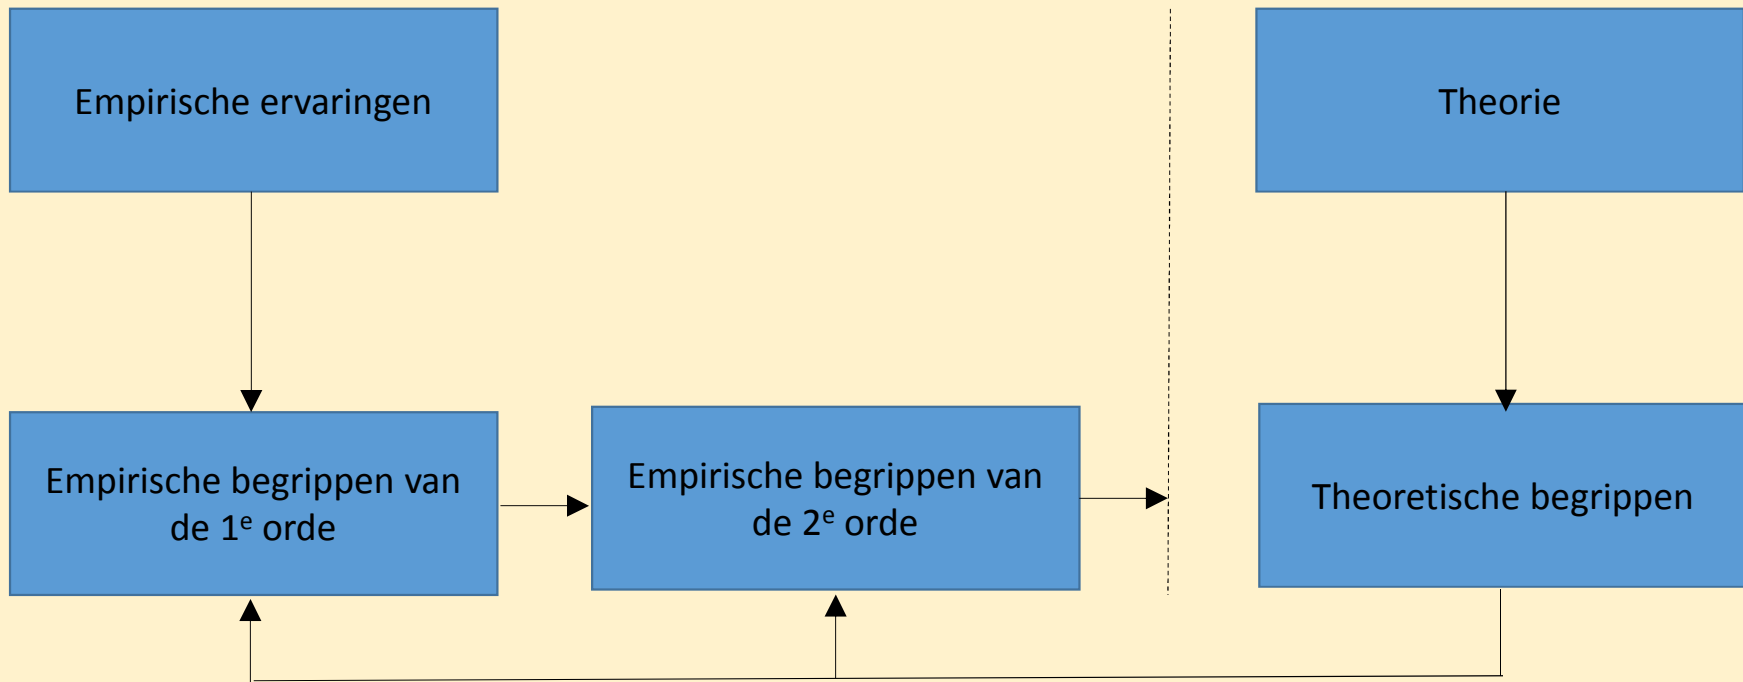 Empirische ervaringen
Theorie
Empirische begrippen van
de 1e orde
Empirische begrippen van
de 2e orde
Theoretische begrippen